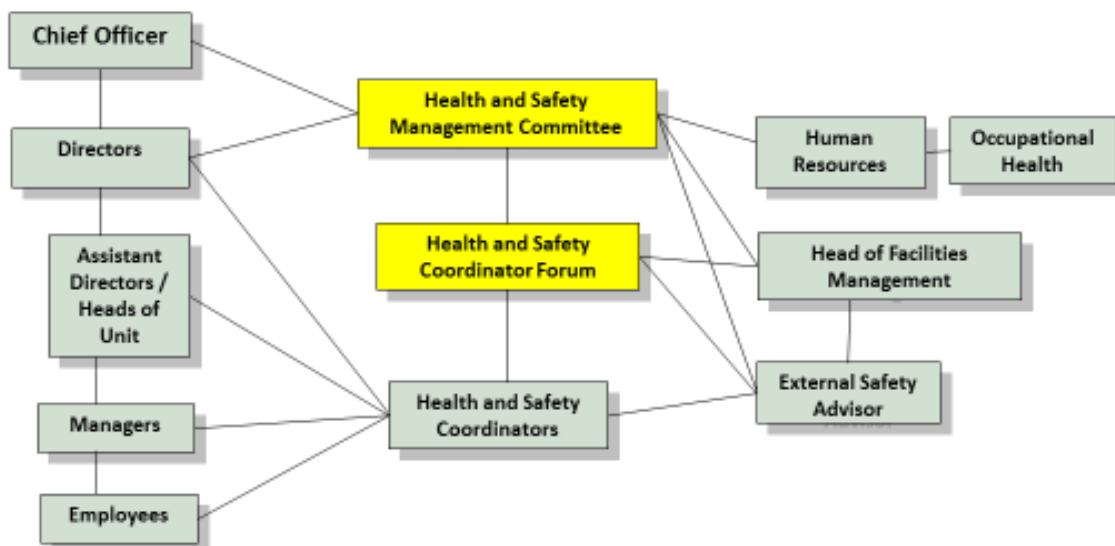 Chief Officer
Directors
Assistant
Directors /
Heads of
Unit
Managers
Employees
Health and Safety
Management Committee
Health and Safety
Coordinator Forum
Health and Safety
Coordinators
Human
Resources
Occupational
Health
Head of Facilities
Management
External Safety
Advisor